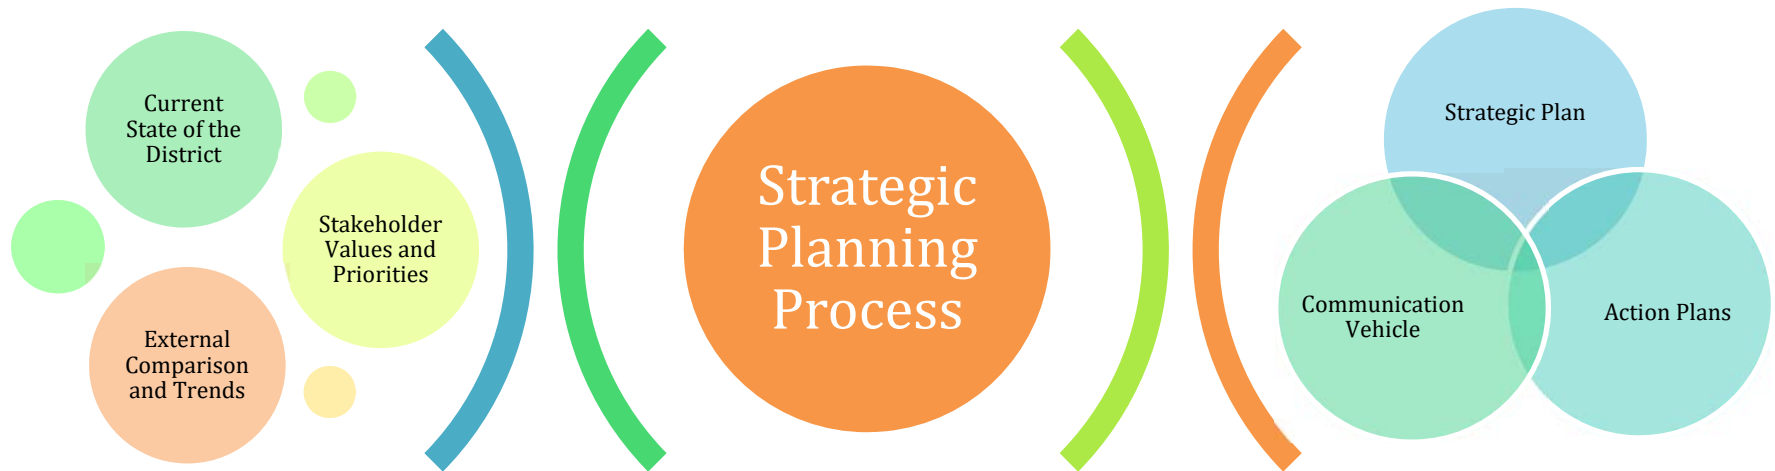 Current
State of the
District
Stakeholder
Values and
Priorities
External
Comparison
and Trends
Strategic
Planning
Process
Strategic Plan
Communication
Vehicle
Action Plans